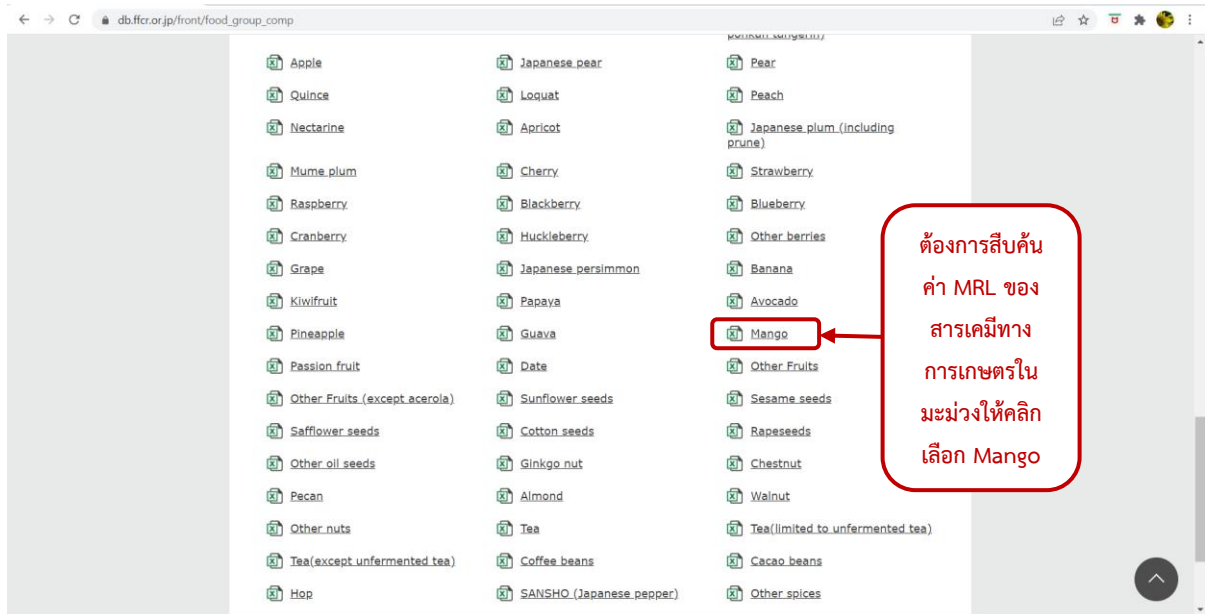 db.ffcr.or.jp/front/food_group_comp
ponkan tangerin)
Apple Japanese pear Pear
Quince Loquat Peach
Nectarine Apricot Japanese plum (including
prune)
Mume plum Cherry Strawberry
Raspberry Blackberry Blueberry
Cranberry Huckleberry Other berries
Grape Japanese persimmon Banana
Kiwifruit Papaya Avocado
Pineapple Guava Mango
Passion fruit Date Other Fruits
Other Fruits (except acerola) Sunflower seeds Sesame seeds
Safflower seeds Cotton seeds Rapeseeds
Other oil seeds Ginkgo nut Chestnut
Pecan Almond Walnut
Other nuts Tea Tea(limited to unfermented tea)
Tea(except unfermented tea) Coffee beans Cacao beans
Hop SANSHO (Japanese pepper) Other spices
ต้องการสืบค้น
ค่า MRL ของ
สารเคมีทาง
การเกษตรใน
มะม่วงให้คลิก
เลือก Mango